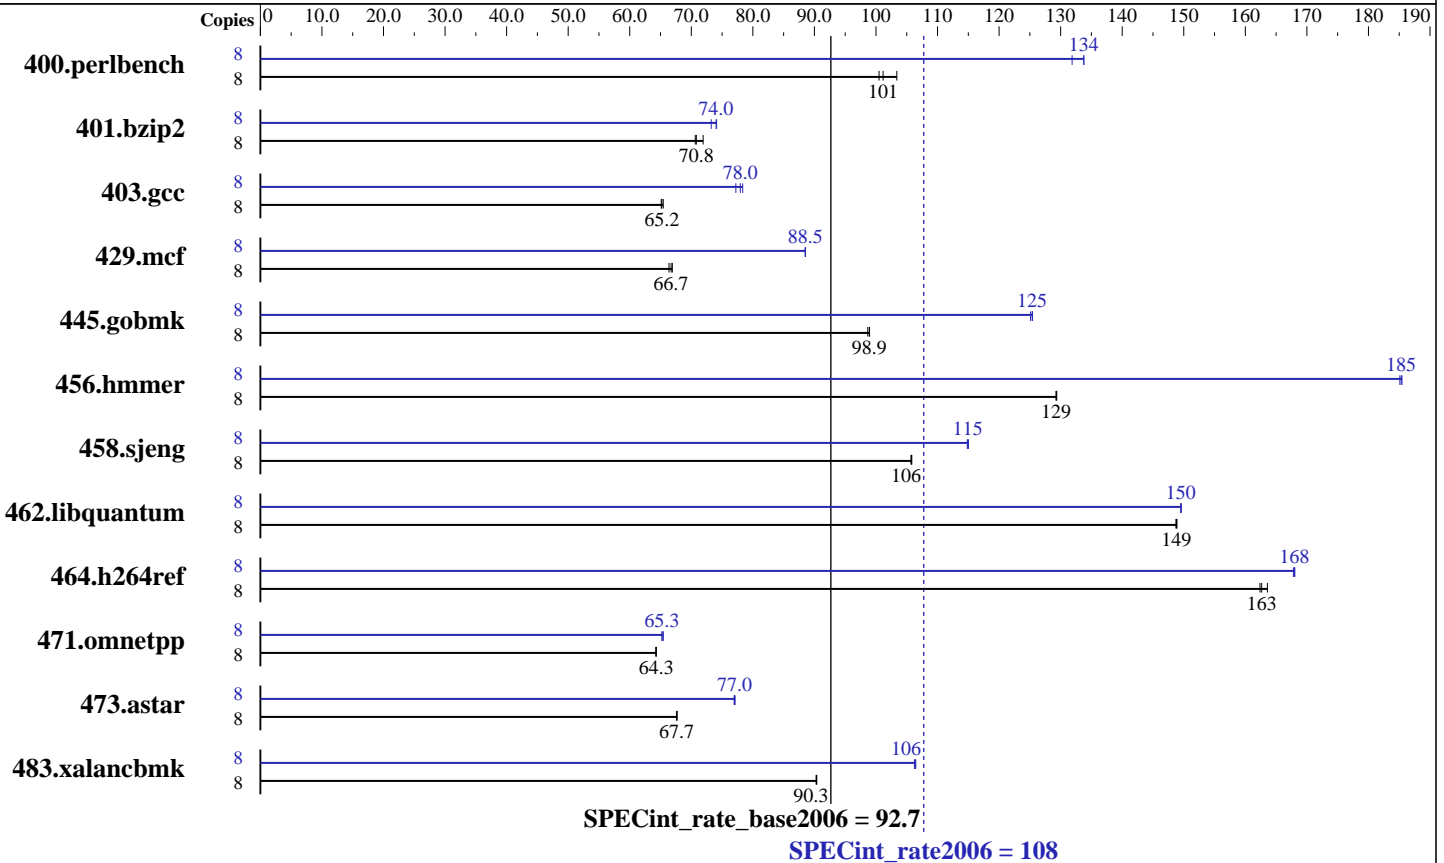 Copies 0 10.0 20.0 30.0 40.0 50.0 60.0 70.0 80.0 90.0 100 110 120 130 140 150 160 170 180 190
400.perlbench 8 134
8 101
401.bzip2 8 74.0
8 70.8
403.gcc 8 78.0
8 65.2
429.mcf 8 88.5
8 66.7
445.gobmk 8 125
8 98.9
456.hmmer 8 185
8 129
458.sjeng 8 115
8 106
462.libquantum 8 150
8 149
464.h264ref 8 168
8 163
471.omnetpp 8 65.3
8 64.3
473.astar 8 77.0
8 67.7
483.xalancbmk 8 106
8 90.3
SPECint_rate_base2006 = 92.7
SPECint_rate2006 = 108